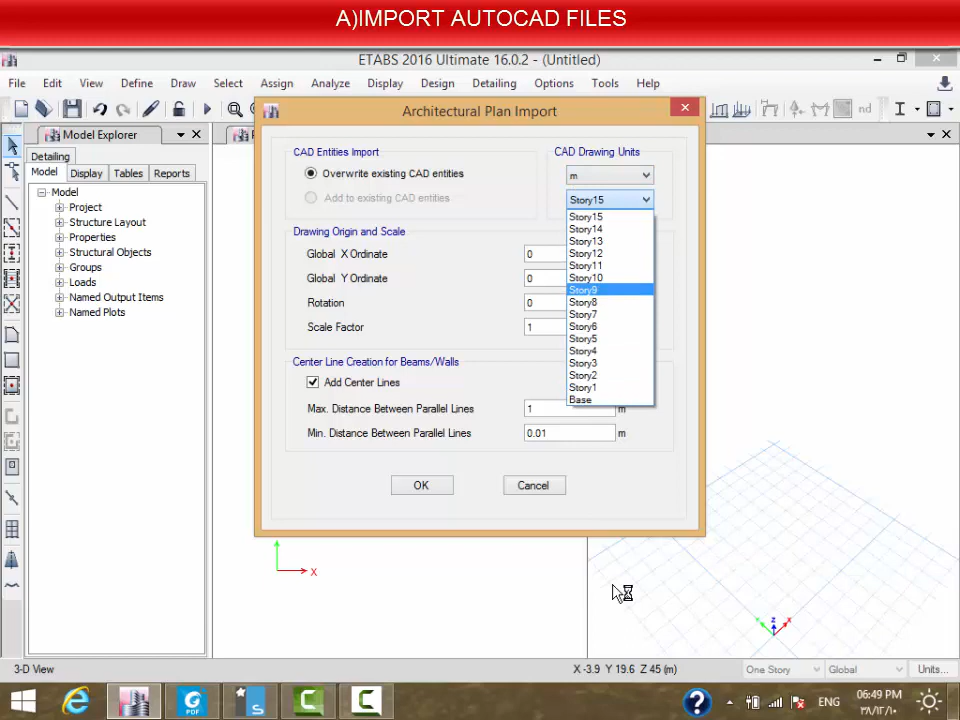 A)IMPORT AUTOCAD FILES
ETABS 2016 Ultimate 16.0.2 - (Untitled)
File Edit View Define Draw Select Assign Analyze Display Design Detailing Options Tools Help
nd
Model Explorer
Detailing
Model Display Tables Reports
Model
Project
Structure Layout
Properties
Structural Objects
Groups
Loads
Named Output Items
Named Plots
Architectural Plan Import
CAD Entities Import
Overwrite existing CAD entities
Add to existing CAD entities
CAD Drawing Units
m
Story15
Story15
Story14
Story13
Story12
Story11
Story10
Story9
Story8
Story7
Story6
Story5
Story4
Story3
Story2
Story1
Base
Drawing Origin and Scale
Global X Ordinate 0
Global Y Ordinate 0
Rotation 0
Scale Factor 1
Center Line Creation for Beams/Walls
Add Center Lines
Max. Distance Between Parallel Lines 1 m
Min. Distance Between Parallel Lines 0.01 m
OK Cancel
X
Z
X
3-D View X -3.9 Y 19.6 Z 45 (m) One Story Global Units...
PDF
S
C
C
ENG
06:49 PM
٣٨/١٢/١٠